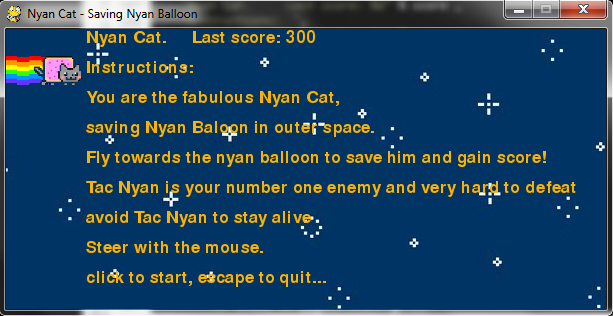 Nyan Cat - Saving Nyan Balloon
Nyan Cat. Last score: 300
Instructions:
You are the fabulous Nyan Cat,
saving Nyan Baloon in outer space.
Fly towards the nyan balloon to save him and gain score!
Tac Nyan is your number one enemy and very hard to defeat
avoid Tac Nyan to stay alive
Steer with the mouse.
click to start, escape to quit...